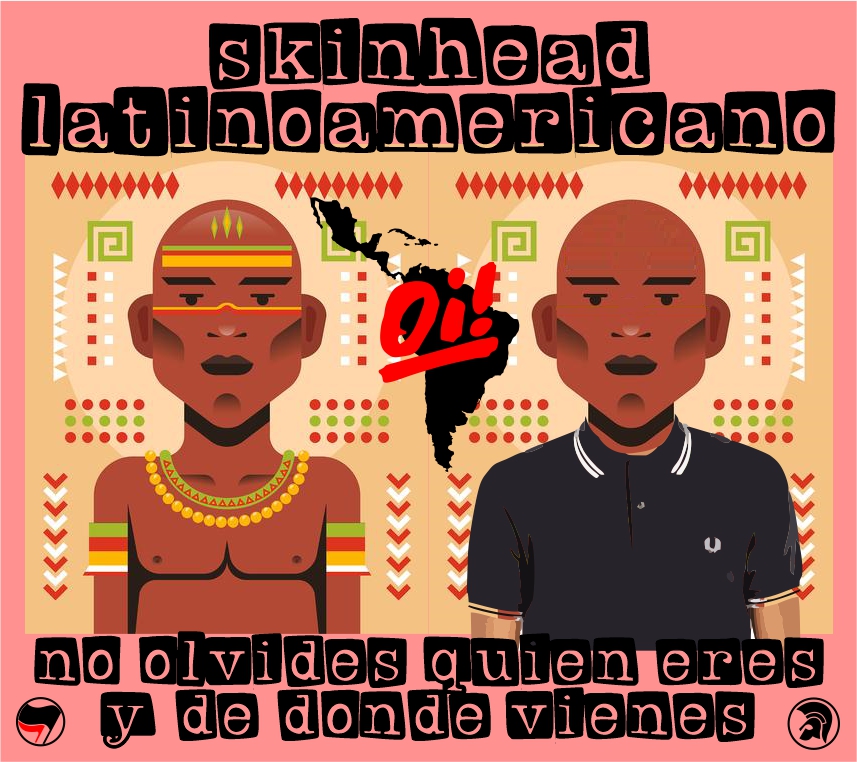 skinhead
latinoamericano
Oi!
no olvides quien eres
y de donde vienes